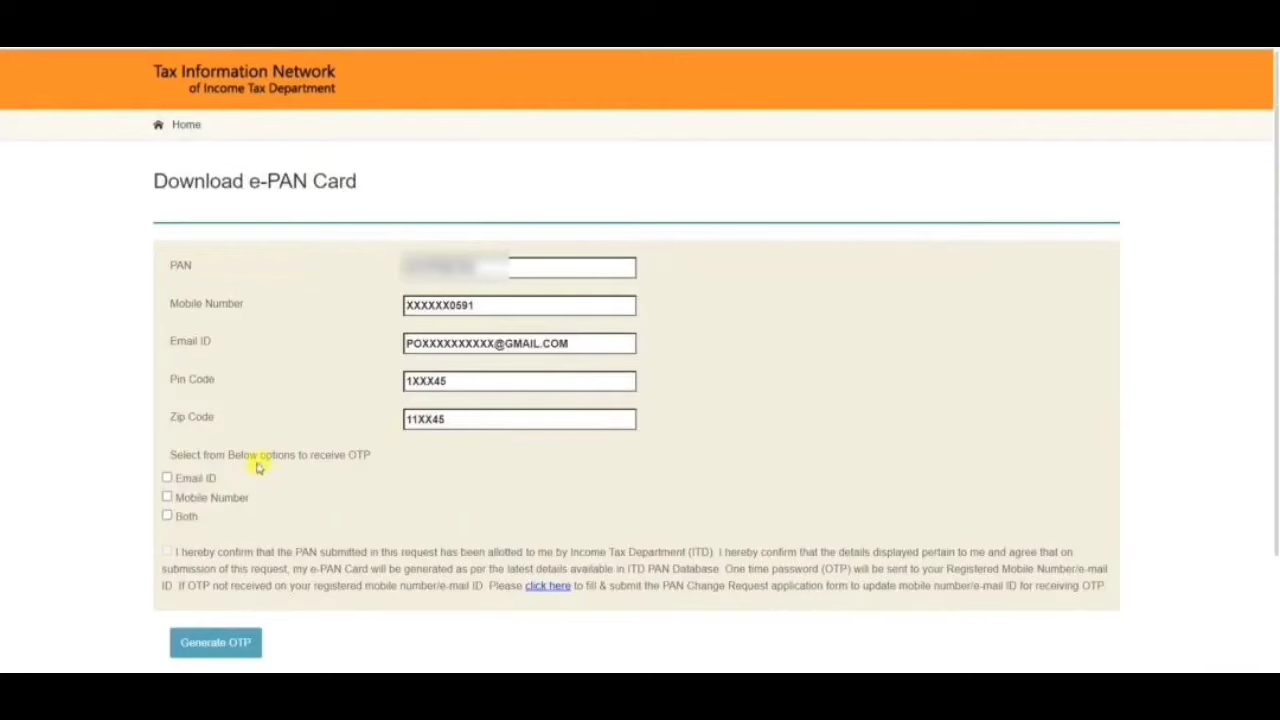 Tax Information Network
of Income Tax Department
Home
Download e-PAN Card
PAN
Mobile Number XXXXXX0591
Email ID POXXXXXXXXXX@GMAIL.COM
Pin Code 1XXX45
Zip Code 11XX45
Select from Below options to receive OTP
Email ID
Mobile Number
Both
I hereby confirm that the PAN submitted in this request has been allotted to me by Income Tax Department (ITD). I hereby confirm that the details displayed pertain to me and agree that on
submission of this request, my e-PAN Card will be generated as per the latest details available in ITD PAN Database. One time password (OTP) will be sent to your Registered Mobile Number/e-mail
ID. If OTP not received on your registered mobile number/e-mail ID. Please click here to fill & submit the PAN Change Request application form to update mobile number/e-mail ID for receiving OTP
Generate OTP